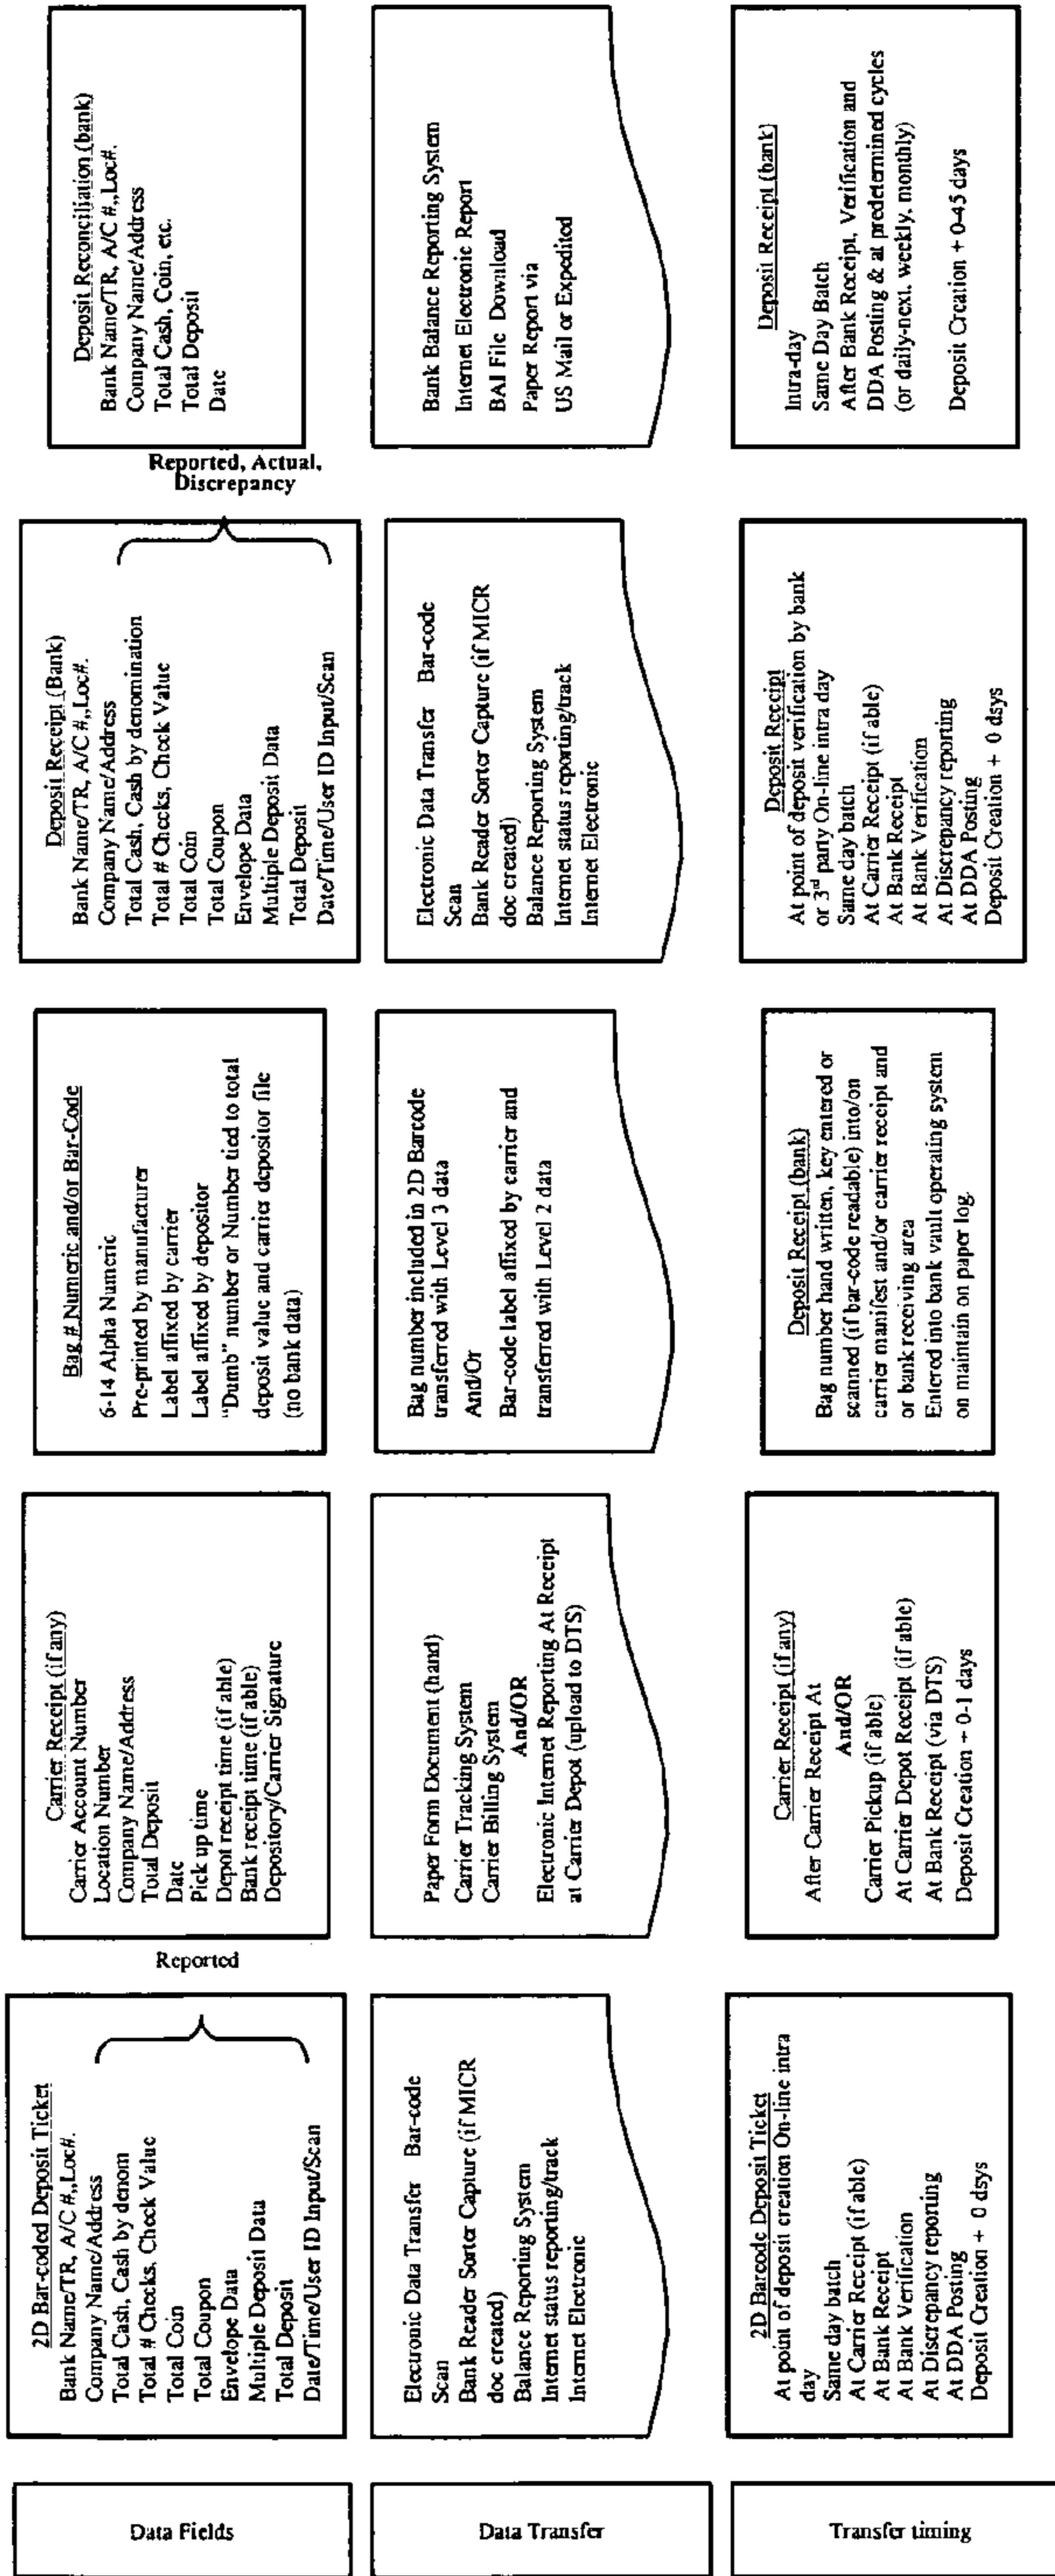 Data Fields
2D Bar-coded Deposit Ticket
Bank Name/TR, A/C #,,Loc#.
Company Name/Address
Total Cash, Cash by denom
Total # Checks, Check Value
Total Coin
Total Coupon
Envelope Data
Multiple Deposit Data
Total Deposit
Date/Time/User ID Input/Scan
Reported
Carrier Receipt (if any)
Carrier Account Number
Location Number
Company Name/Address
Total Deposit
Date
Pick up time
Depot receipt time (if able)
Bank receipt time (if able)
Depository/Carrier Signature
Bag # Numeric and/or Bar-Code
6-14 Alpha Numeric
Pre-printed by manufacturer
Label affixed by carrier
Label affixed by depositor
"Dumb" number or Number tied to total
deposit value and carrier depositor file
(no bank data)
Deposit Receipt (Bank)
Bank Name/TR, A/C #,,Loc#.
Company Name/Address
Total Cash, Cash by denomination
Total # Checks, Check Value
Total Coin
Total Coupon
Envelope Data
Multiple Deposit Data
Total Deposit
Date/Time/User ID Input/Scan
Reported, Actual,
Discrepancy
Deposit Reconciliation (bank)
Bank Name/TR, A/C #,,Loc#.
Company Name/Address
Total Cash, Coin, etc.
Total Deposit
Date
Data Transfer
Electronic Data Transfer Bar-code
Scan
Bank Reader Sorter Capture (if MICR
doc created)
Balance Reporting System
Internet status reporting/track
Internet Electronic
Paper Form Document (hand)
Carrier Tracking System
Carrier Billing System
And/OR
Electronic Internet Reporting At Receipt
at Carrier Depot (upload to DTS)
Bag number included in 2D Barcode
transferred with Level 3 data
And/Or
Bar-code label affixed by carrier and
transferred with Level 2 data
Electronic Data Transfer Bar-code
Scan
Bank Reader Sorter Capture (if MICR
doc created)
Balance Reporting System
Internet status reporting/track
Internet Electronic
Bank Balance Reporting System
Internet Electronic Report
BAI File Download
Paper Report via
US Mail or Expedited
Transfer timing
2D Barcode Deposit Ticket
At point of deposit creation On-line intra
day
Same day batch
At Carrier Receipt (if able)
At Bank Receipt
At Bank Verification
At Discrepancy reporting
At DDA Posting
Deposit Creation + 0 dsys
Carrier Receipt (if any)
After Carrier Receipt At
And/OR
Carrier Pickup (if able)
At Carrier Depot Receipt (if able)
At Bank Receipt (via DTS)
Deposit Creation + 0-1 days
Deposit Receipt (bank)
Bag number hand written, key entered or
scanned (if bar-code readable) into/on
carrier manifest and/or carrier receipt and
or bank receiving area
Entered into bank vault operating system
on maintain on paper log.
Deposit Receipt
At point of deposit verification by bank
or 3rd party On-line intra day
Same day batch
At Carrier Receipt (if able)
At Bank Receipt
At Bank Verification
At Discrepancy reporting
At DDA Posting
Deposit Creation + 0 dsys
Deposit Receipt (bank)
Intra-day
Same Day Batch
After Bank Receipt, Verification and
DDA Posting & at predetermined cycles
(or daily-next, weekly, monthly)
Deposit Creation + 0-45 days